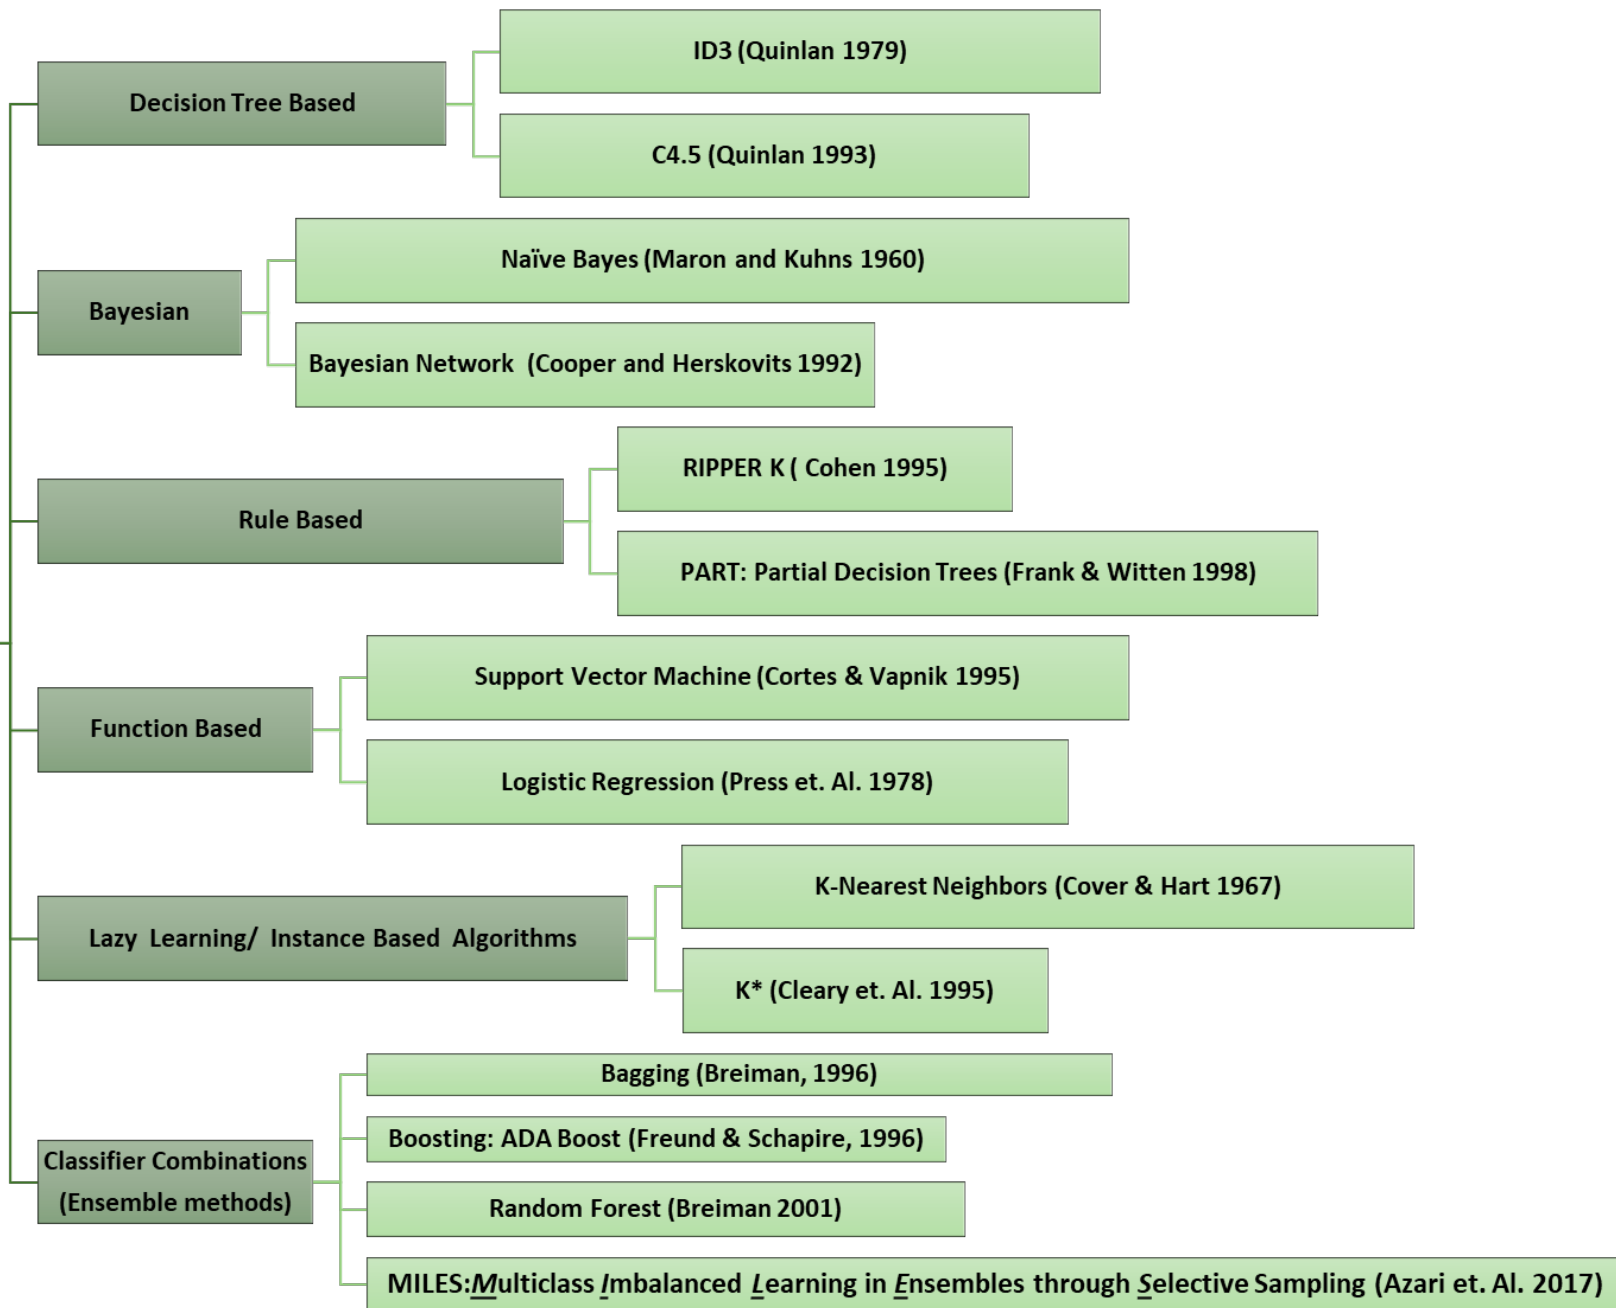 Decision Tree Based
ID3 (Quinlan 1979)
C4.5 (Quinlan 1993)
Bayesian
Naïve Bayes (Maron and Kuhns 1960)
Bayesian Network (Cooper and Herskovits 1992)
Rule Based
RIPPER K ( Cohen 1995)
PART: Partial Decision Trees (Frank & Witten 1998)
Function Based
Support Vector Machine (Cortes & Vapnik 1995)
Logistic Regression (Press et. Al. 1978)
Lazy Learning/ Instance Based Algorithms
K-Nearest Neighbors (Cover & Hart 1967)
K* (Cleary et. Al. 1995)
Classifier Combinations
(Ensemble methods)
Bagging (Breiman, 1996)
Boosting: ADA Boost (Freund & Schapire, 1996)
Random Forest (Breiman 2001)
MILES:Multiclass Imbalanced Learning in Ensembles through Selective Sampling (Azari et. Al. 2017)